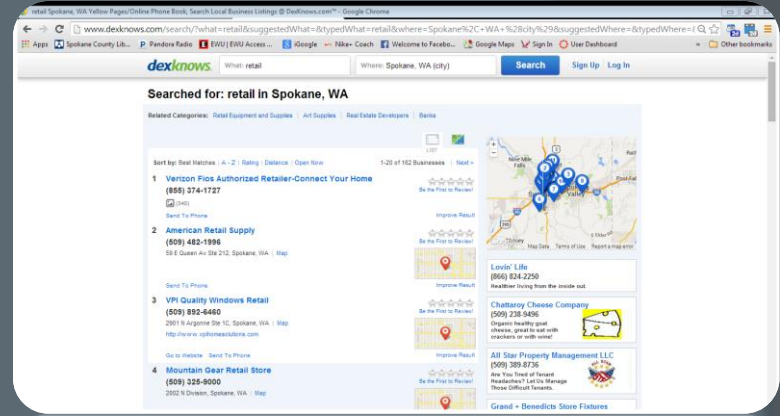 retail Spokane, WA Yellow Pages/Online Phone Book, Search Local Business Listings @ DexKnows.com™ - Google Chrome
www.dexknows.com/search/?what=retail&suggestedWhat=&typedWhat=retail&where=Spokane%2C+WA+%28city%29&suggestedWhere=&typedWhere=
Apps Spokane County Lib... Pandora Radio EWU | EWU Access ... iGoogle Nike+ Coach Welcome to Facebo... Google Maps Sign In User Dashboard » Other bookmarks
dexknows. What: retail Where: Spokane, WA (city) Search Sign Up Log In
Searched for: retail in Spokane, WA
Related Categories: Retail Equipment and Supplies | Art Supplies | Real Estate Developers | Banks
LIST
Sort by: Best Matches | A - Z | Rating | Distance | Open Now 1-20 of 162 Businesses | Next »
1 Verizon Fios Authorized Retailer-Connect Your Home
(855) 374-1727 Be the First to Review!
(340)
Send To Phone Improve Result
2 American Retail Supply
(509) 482-1996 Be the First to Review!
59 E Queen Av Ste 212, Spokane, WA | Map
Send To Phone Improve Result
3 VPI Quality Windows Retail
(509) 892-6460 Be the First to Review!
2901 N Argonne Ste 1C, Spokane, WA | Map
http://www.vpihomesolutions.com
Go to Website Send To Phone Improve Result
4 Mountain Gear Retail Store
(509) 325-9000 Be the First to Review!
2002 N Division, Spokane, WA | Map
Nine Mile
Falls
Post Fal
Valley
Cheney
Map Data Terms of Use Report a map error
Lovin' Life
(866) 824-2250
Healthier living from the inside out.
Chattaroy Cheese Company
(509) 238-9496
Organic healthy goat
cheese, great to eat with
crackers or with wine!
All Star Property Management LLC
(509) 389-8736
Are You Tired of Tenant
Headaches? Let Us Manage
Those Difficult Tenants.
Grand + Benedicts Store Fixtures